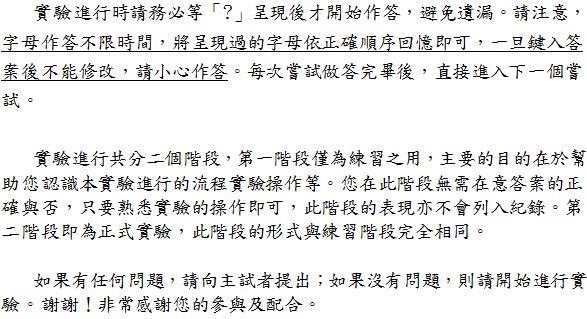 實驗進行時請務必等「?」呈現後才開始作答，避免遺漏。請注意，
字母作答不限時間，將呈現過的字母依正確順序回憶即可，一旦鍵入答
案後不能修改，請小心作答。每次嘗試做答完畢後，直接進入下一個嘗
試。
實驗進行共分二個階段，第一階段僅為練習之用，主要的目的在於幫
助您認識本實驗進行的流程實驗操作等。您在此階段無需在意答案的正
確與否，只要熟悉實驗的操作即可，此階段的表現亦不會列入紀錄。第
二階段即為正式實驗，此階段的形式與練習階段完全相同。
如果有任何問題，請向主試者提出；如果沒有問題，則請開始進行實
驗。謝謝！非常感謝您的參與及配合。